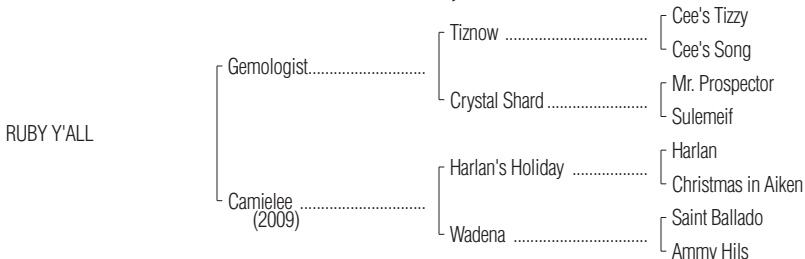 Cee's Tizzy
Tiznow ..................................
Cee's Song
Gemologist............................
Mr. Prospector
Crystal Shard ........................
Sulemeif
RUBY Y'ALL
Harlan
Harlan's Holiday ..................
Christmas in Aiken
Camielee ..............................
(2009)
Saint Ballado
Wadena ................................
Ammy Hils